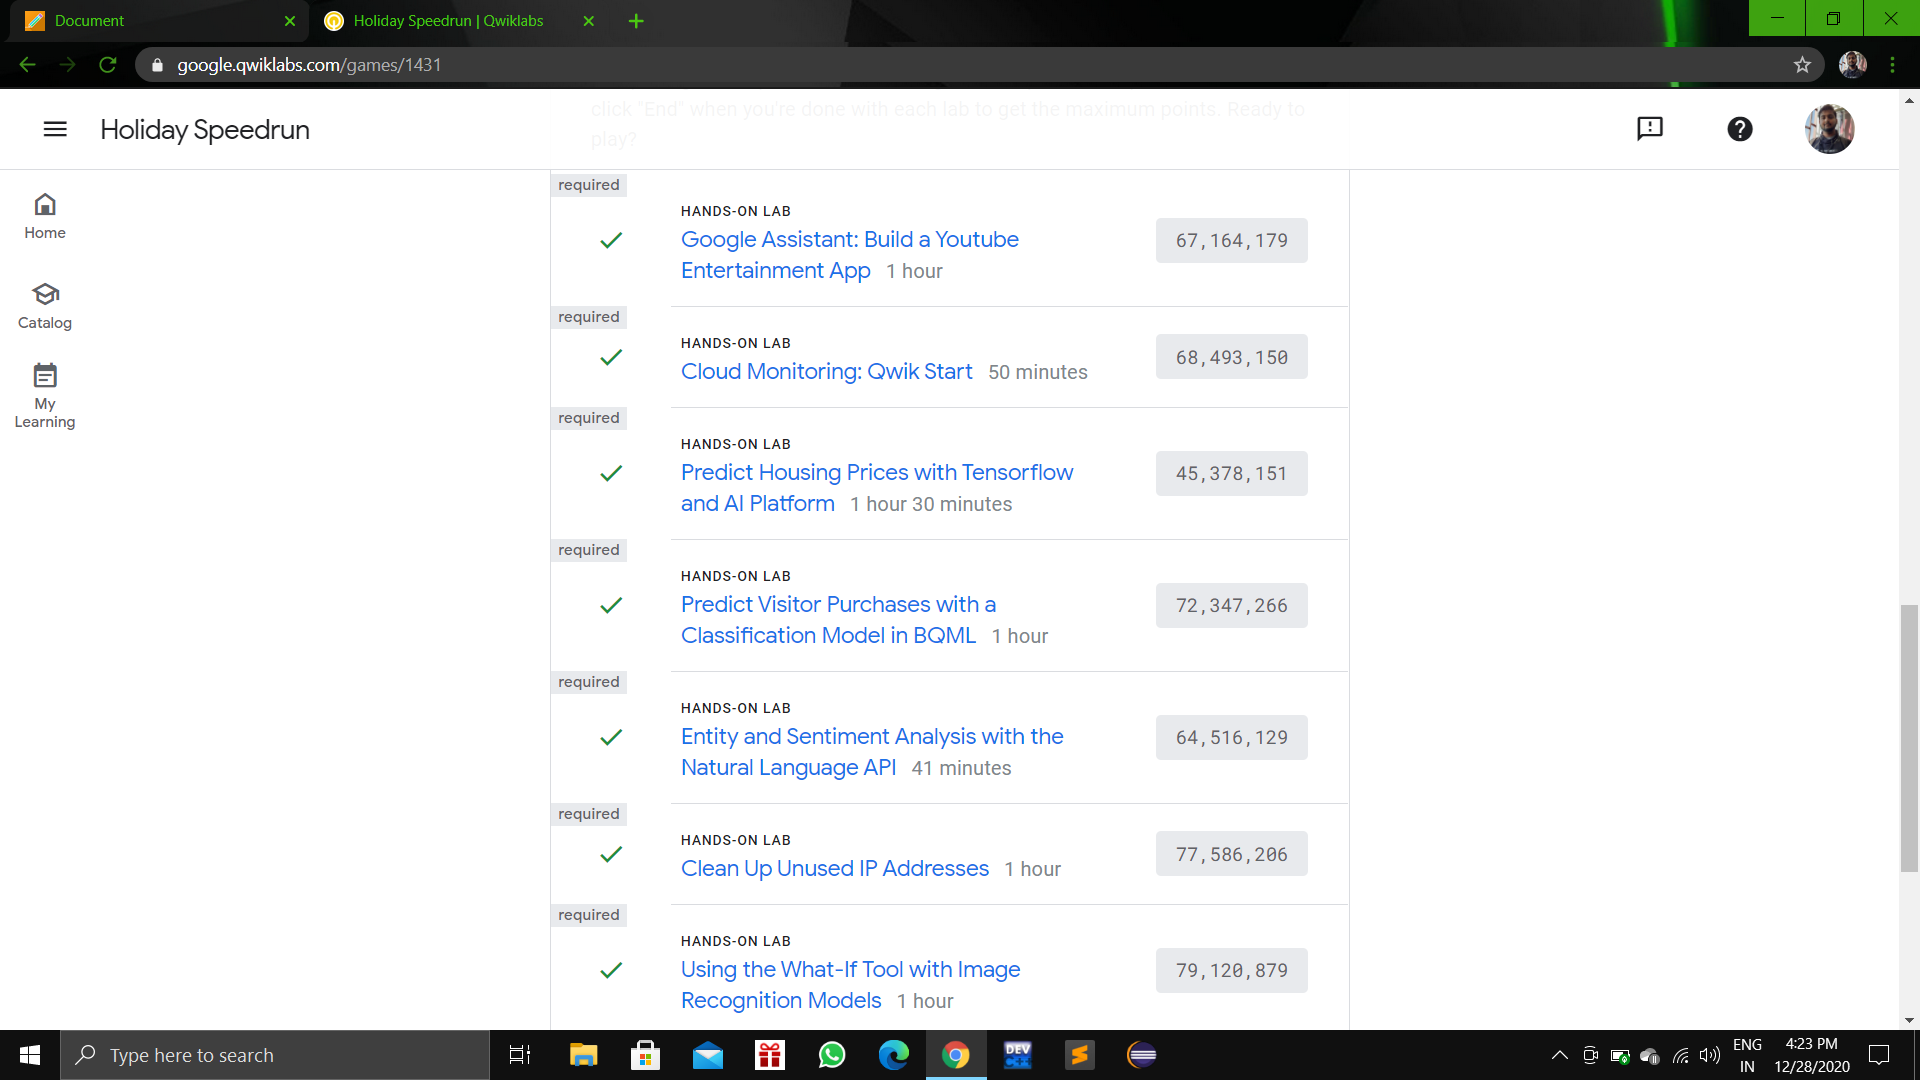 Document
Holiday Speedrun | Qwiklabs
google.qwiklabs.com/games/1431
click "End" when you're done with each lab to get the maximum points. Ready to
play?
Holiday Speedrun
Home
Catalog
My
Learning
required
HANDS-ON LAB
Google Assistant: Build a Youtube
Entertainment App 1 hour
67,164,179
required
HANDS-ON LAB
Cloud Monitoring: Qwik Start 50 minutes
68,493,150
required
HANDS-ON LAB
Predict Housing Prices with Tensorflow
and AI Platform 1 hour 30 minutes
45,378,151
required
HANDS-ON LAB
Predict Visitor Purchases with a
Classification Model in BQML 1 hour
72,347,266
required
HANDS-ON LAB
Entity and Sentiment Analysis with the
Natural Language API 41 minutes
64,516,129
required
HANDS-ON LAB
Clean Up Unused IP Addresses 1 hour
77,586,206
required
HANDS-ON LAB
Using the What-If Tool with Image
Recognition Models 1 hour
79,120,879
Type here to search
DEV
C++
ENG
IN
4:23 PM
12/28/2020